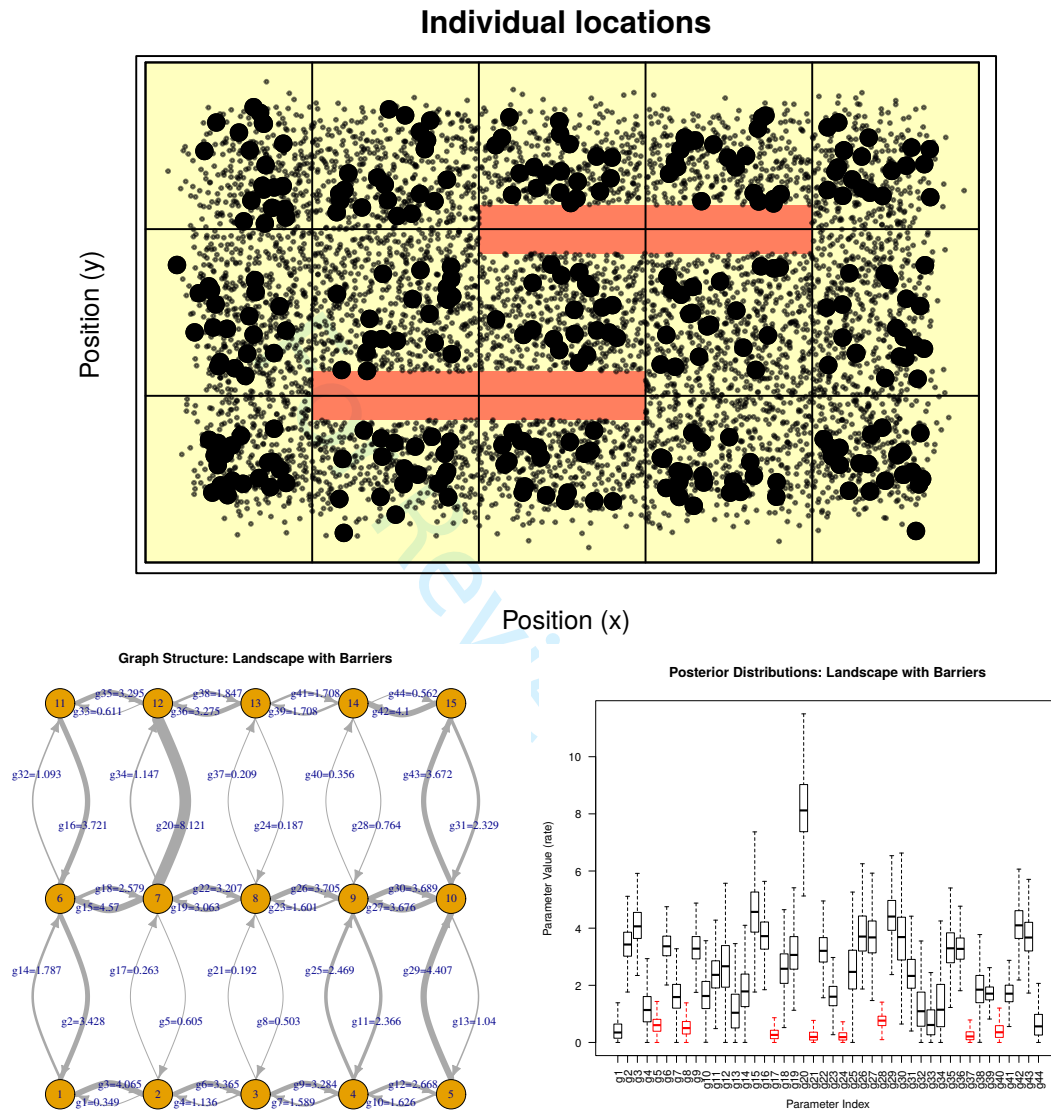 Individual locations
Position (y)
Position (x)
Revi
Graph Structure: Landscape with Barriers
11
g35=3.295
g33=0.611
12
g38=1.847
g36=3.275
13
g41=1.708
g39=1.708
14
g44=0.562
g42=4.1
15
g32=1.093
g34=1.147
g37=0.209
g40=0.356
g43=3.672
g16=3.721
g20=8.121
g24=0.187
g28=0.764
g31=2.329
6
g18=2.579
g15=4.57
7
g22=3.207
g19=3.063
8
g26=3.705
g23=1.601
9
g30=3.689
g27=3.676
10
g14=1.787
g17=0.263
g21=0.192
g25=2.469
g29=4.407
g2=3.428
g5=0.605
g8=0.503
g11=2.366
g13=1.04
1
g3=4.065
g1=0.349
2
g6=3.365
g4=1.136
3
g9=3.284
g7=1.589
4
g12=2.668
g10=1.626
5
Posterior Distributions: Landscape with Barriers
Parameter Value (rate)
10
8
6
4
2
0
g1 g2 g3 g4 g5 g6 g7 g8 g9 g10 g11 g12 g13 g14 g15 g16 g17 g18 g19 g20 g21 g22 g23 g24 g25 g26 g27 g28 g29 g30 g31 g32 g33 g34 g35 g36 g37 g38 g39 g40 g41 g42 g43 g44
Parameter Index